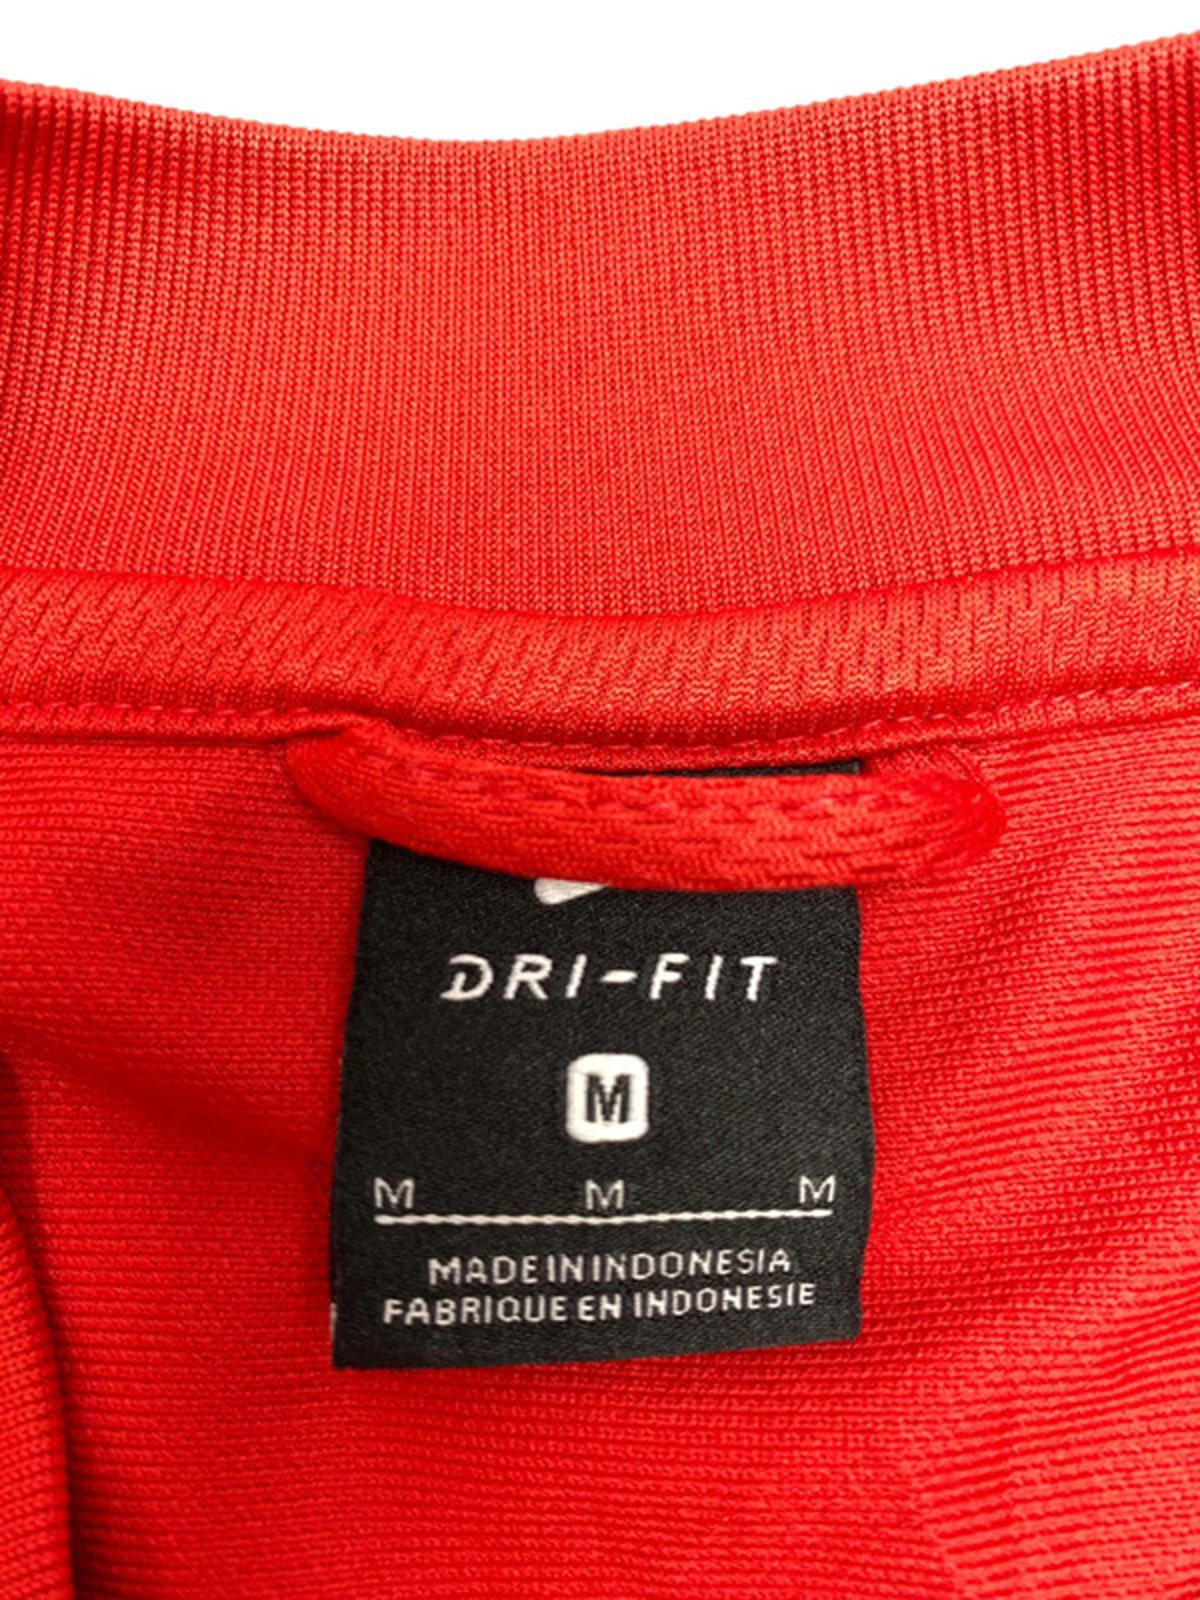 DRI-FIT
M
M M M
MADE IN INDONESIA
FABRIQUE EN INDONESIE